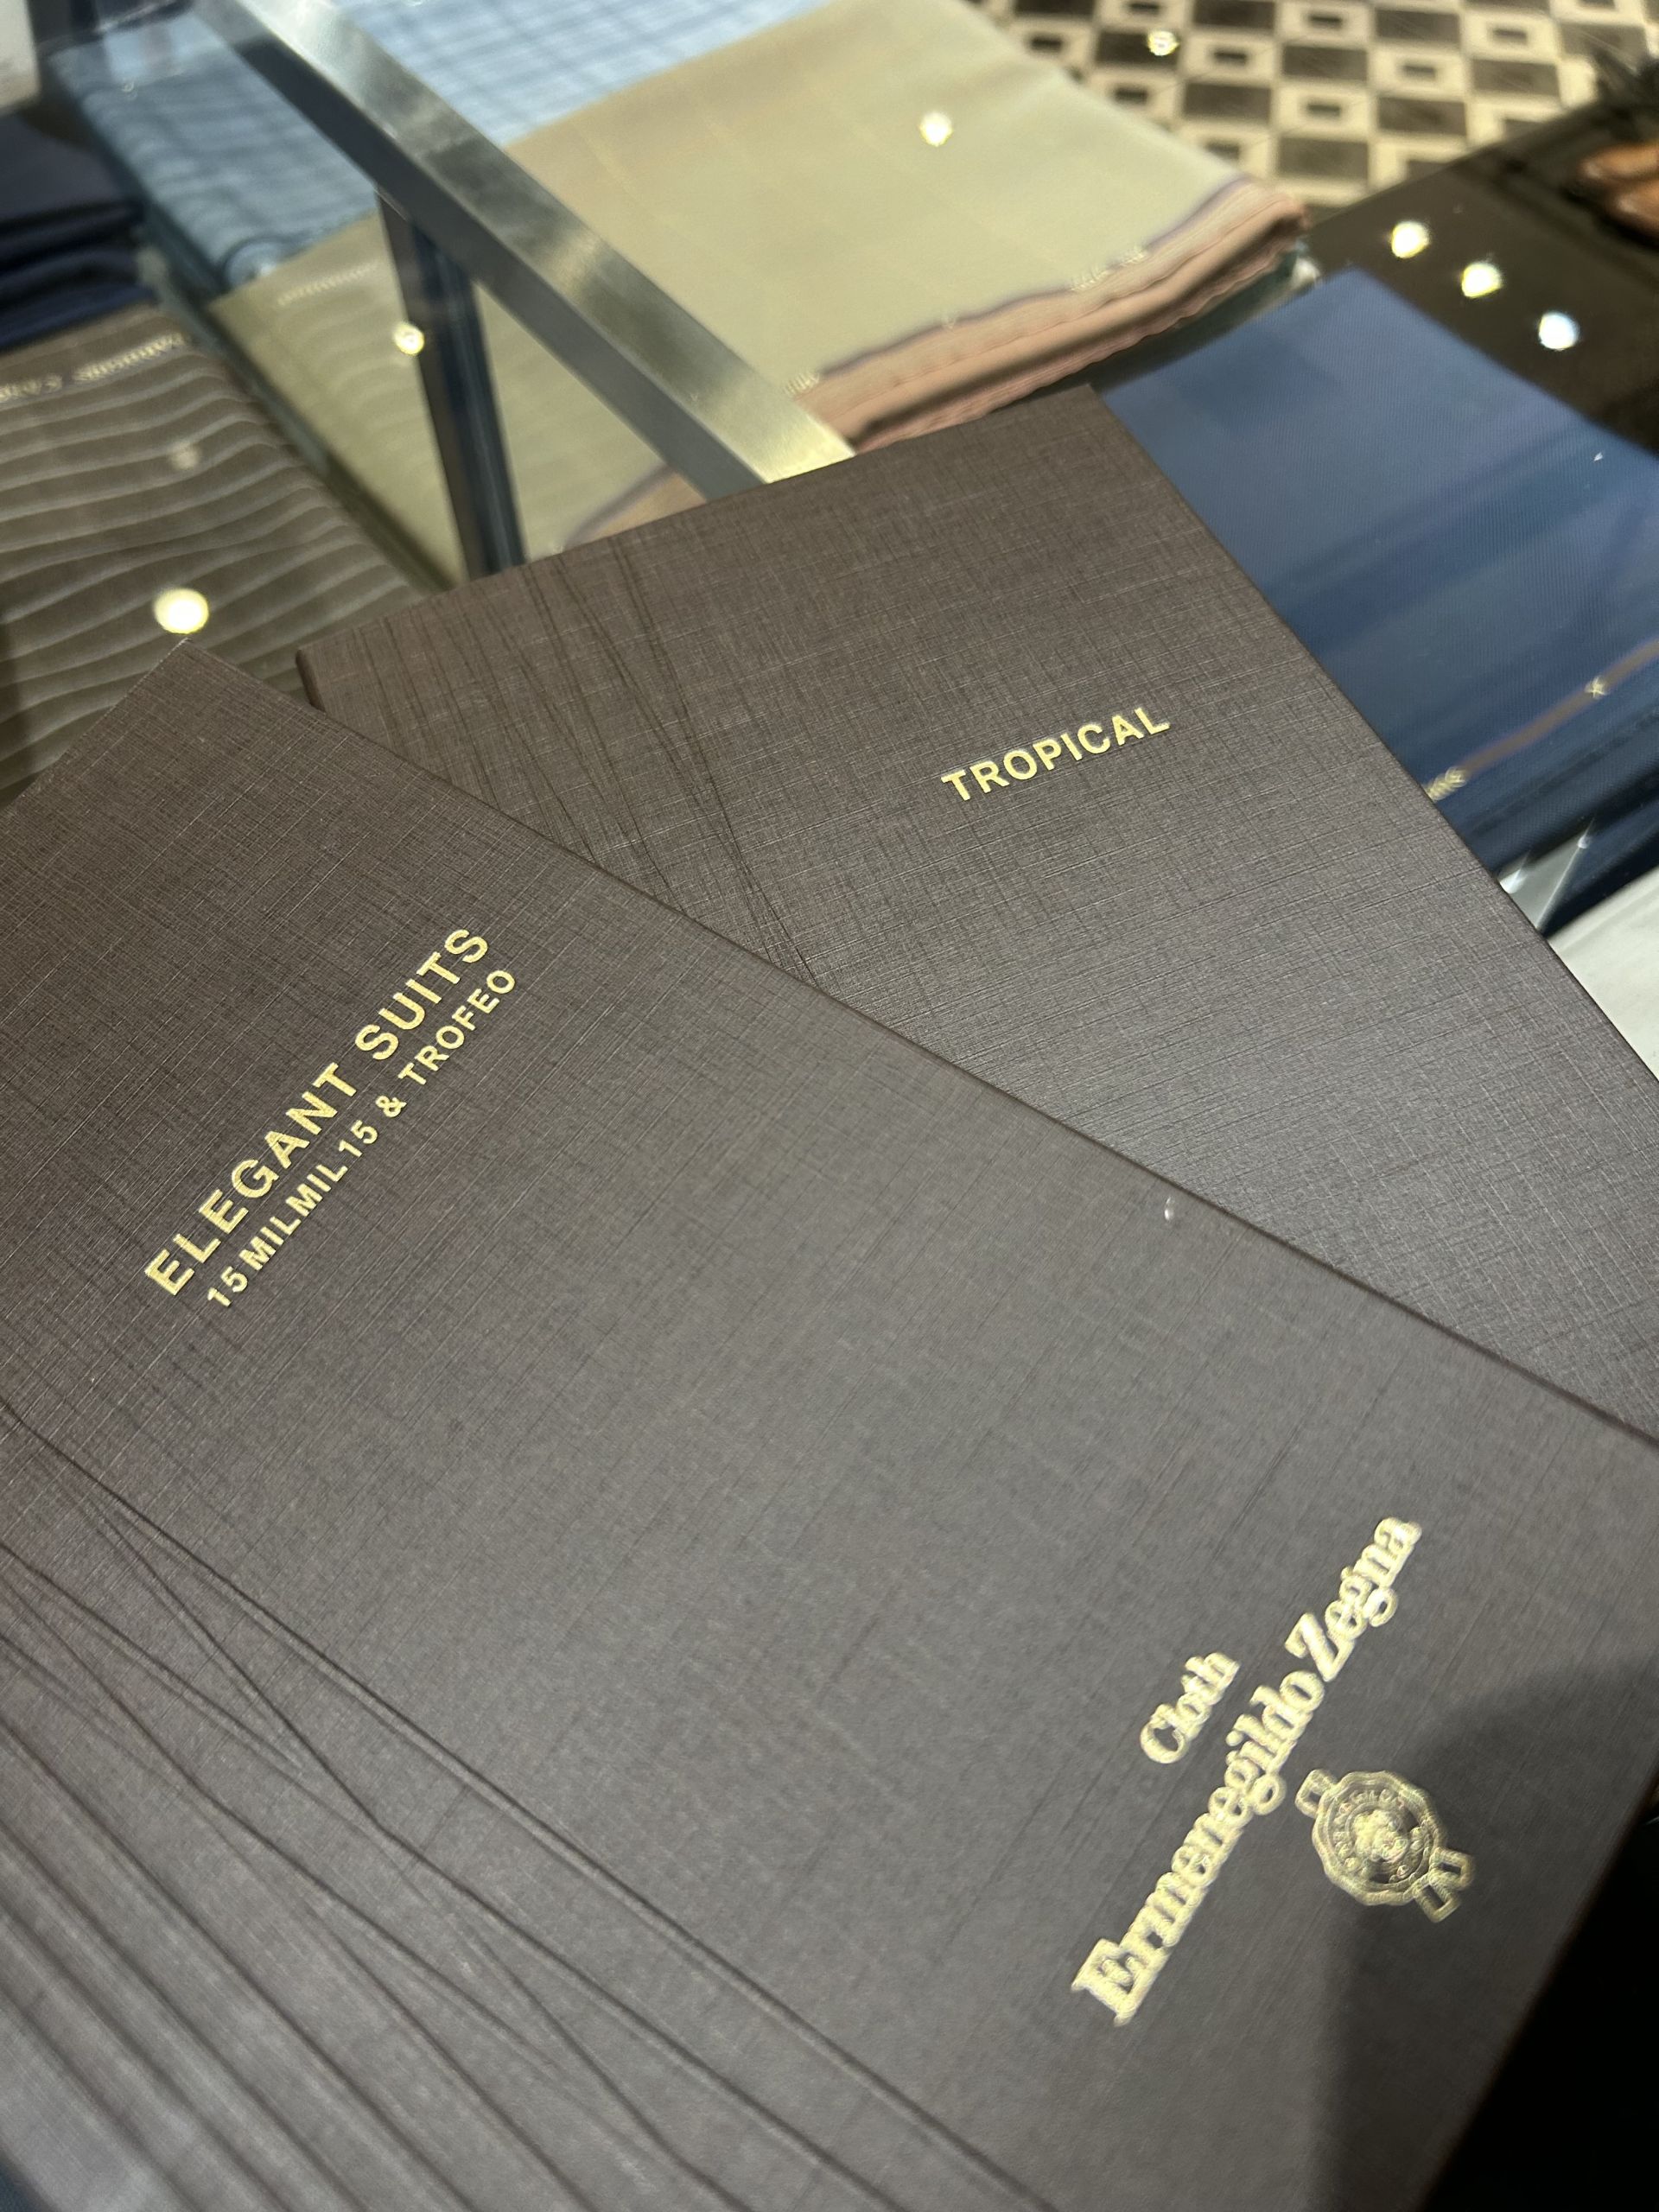 TROPICAL
ELEGANT SUITS
15 MILMIL 15 & TROFEO
Cloth
Ermenegildo Zegna